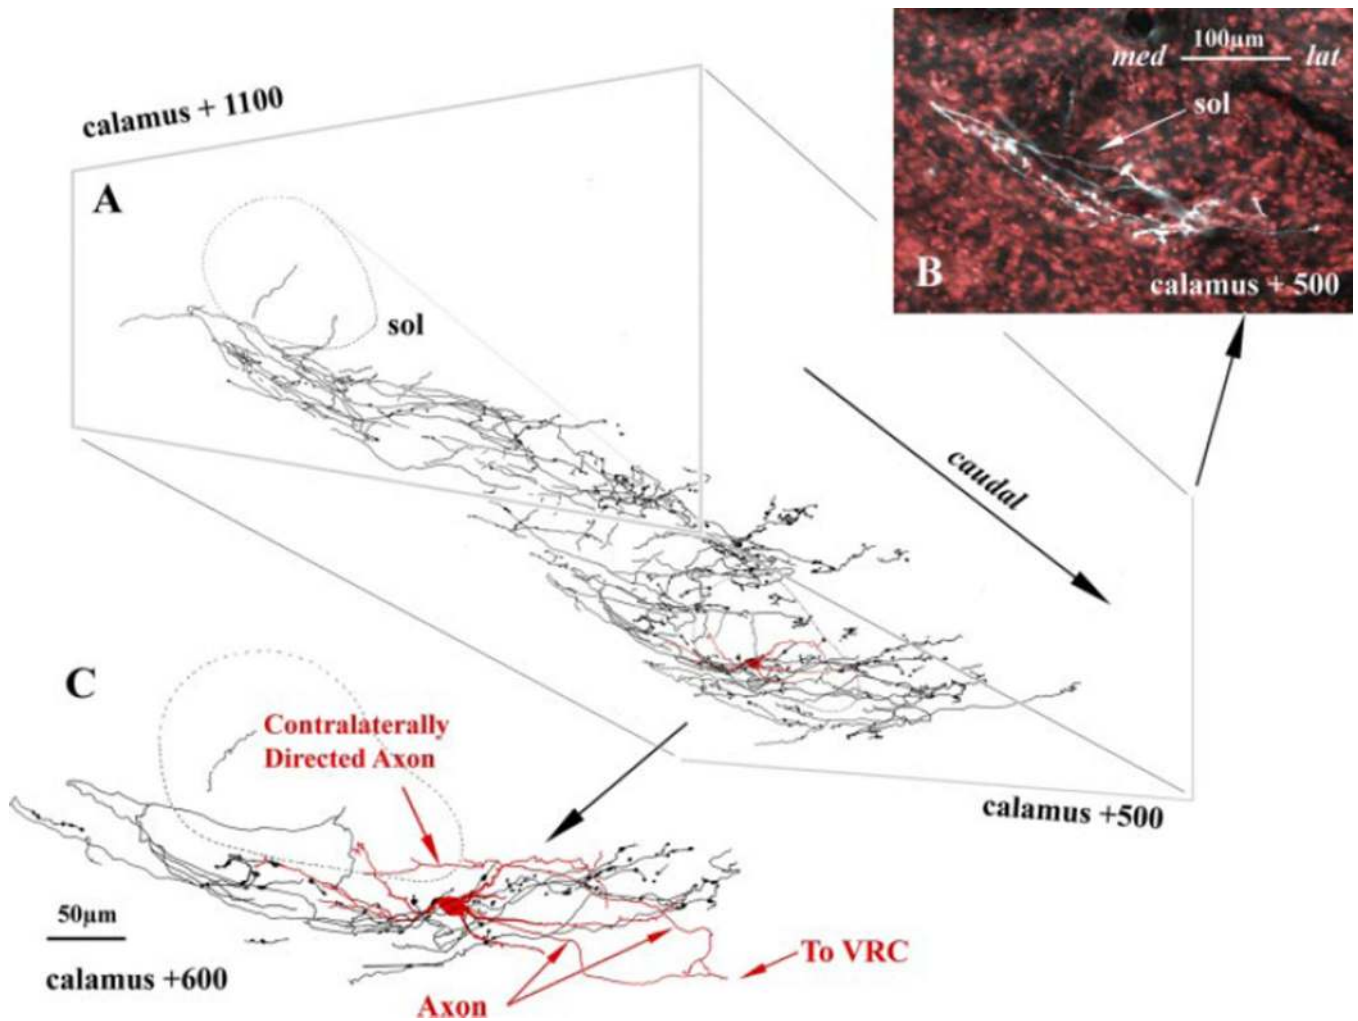 100µm
med lat
sol
B
calamus + 500
calamus + 1100
A
sol
caudal
calamus +500
C
Contralaterally
Directed Axon
50µm
calamus +600
To VRC
Axon